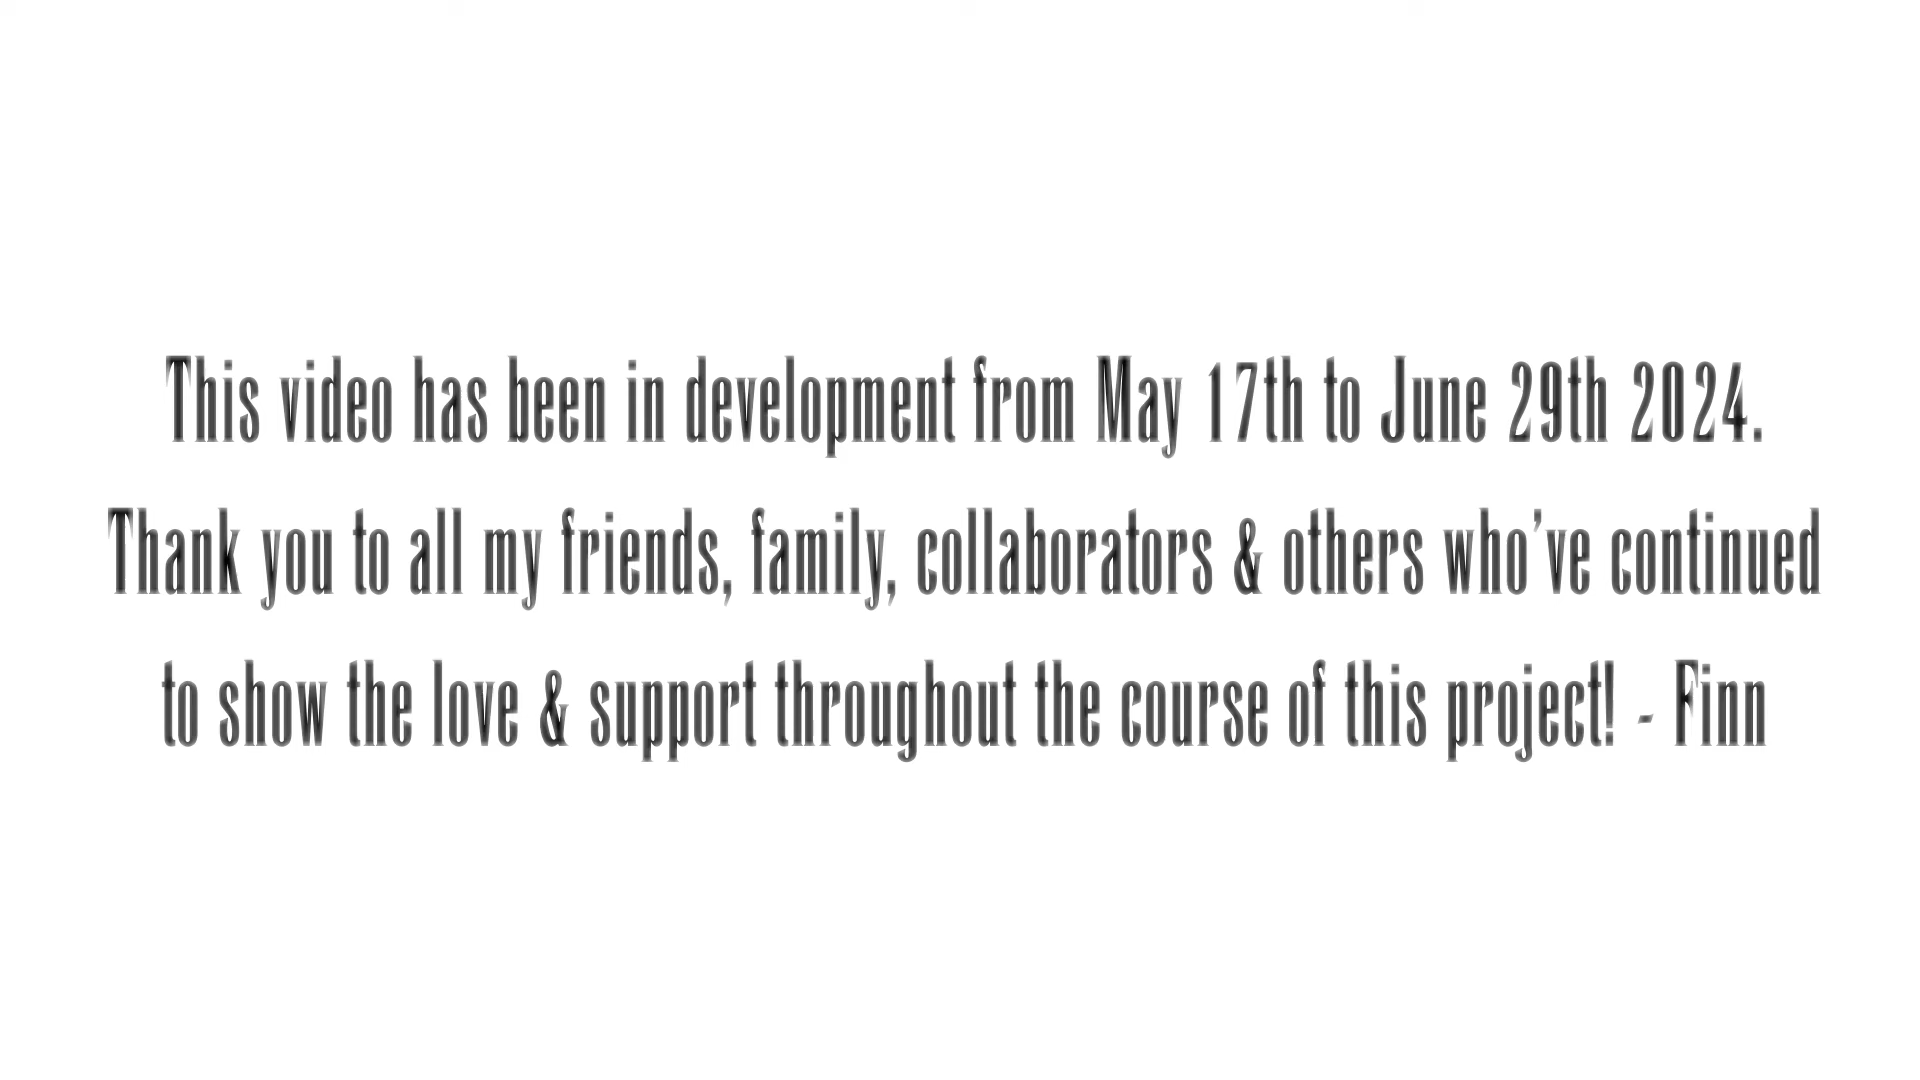 This video has been in development from May 17th to June 29th 2024.
Thank you to all my friends, family, collaborators & others who've continued
to show the love & support throughout the course of this project! - Finn